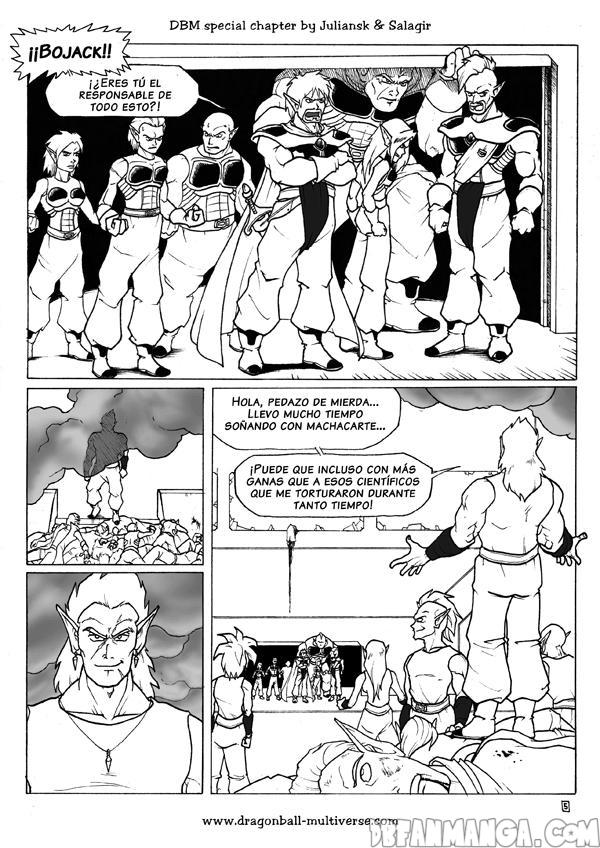 DBM special chapter by Juliansk & Salagir
¡¡BOJACK!!
¡¿ERES TÚ EL
RESPONSABLE DE
TODO ESTO?!
HOLA, PEDAZO DE MIERDA...
LLEVO MUCHO TIEMPO
SOÑANDO CON MACHACARTE...
¡PUEDE QUE INCLUSO CON MÁS
GANAS QUE A ESOS CIENTÍFICOS
QUE ME TORTURARON DURANTE
TANTO TIEMPO!
5
www.dragonball-multiverse.com
DBFANMANGA.COM